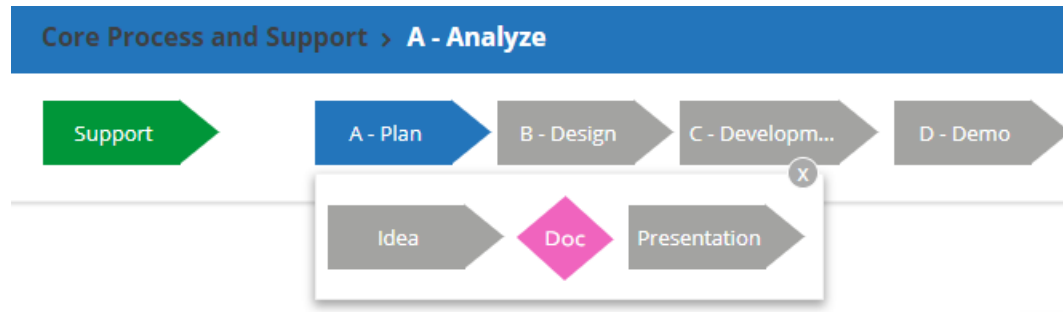 Core Process and Support > A - Analyze
Support
A - Plan
B - Design
C - Developm...
D - Demo
X
Idea
Doc
Presentation